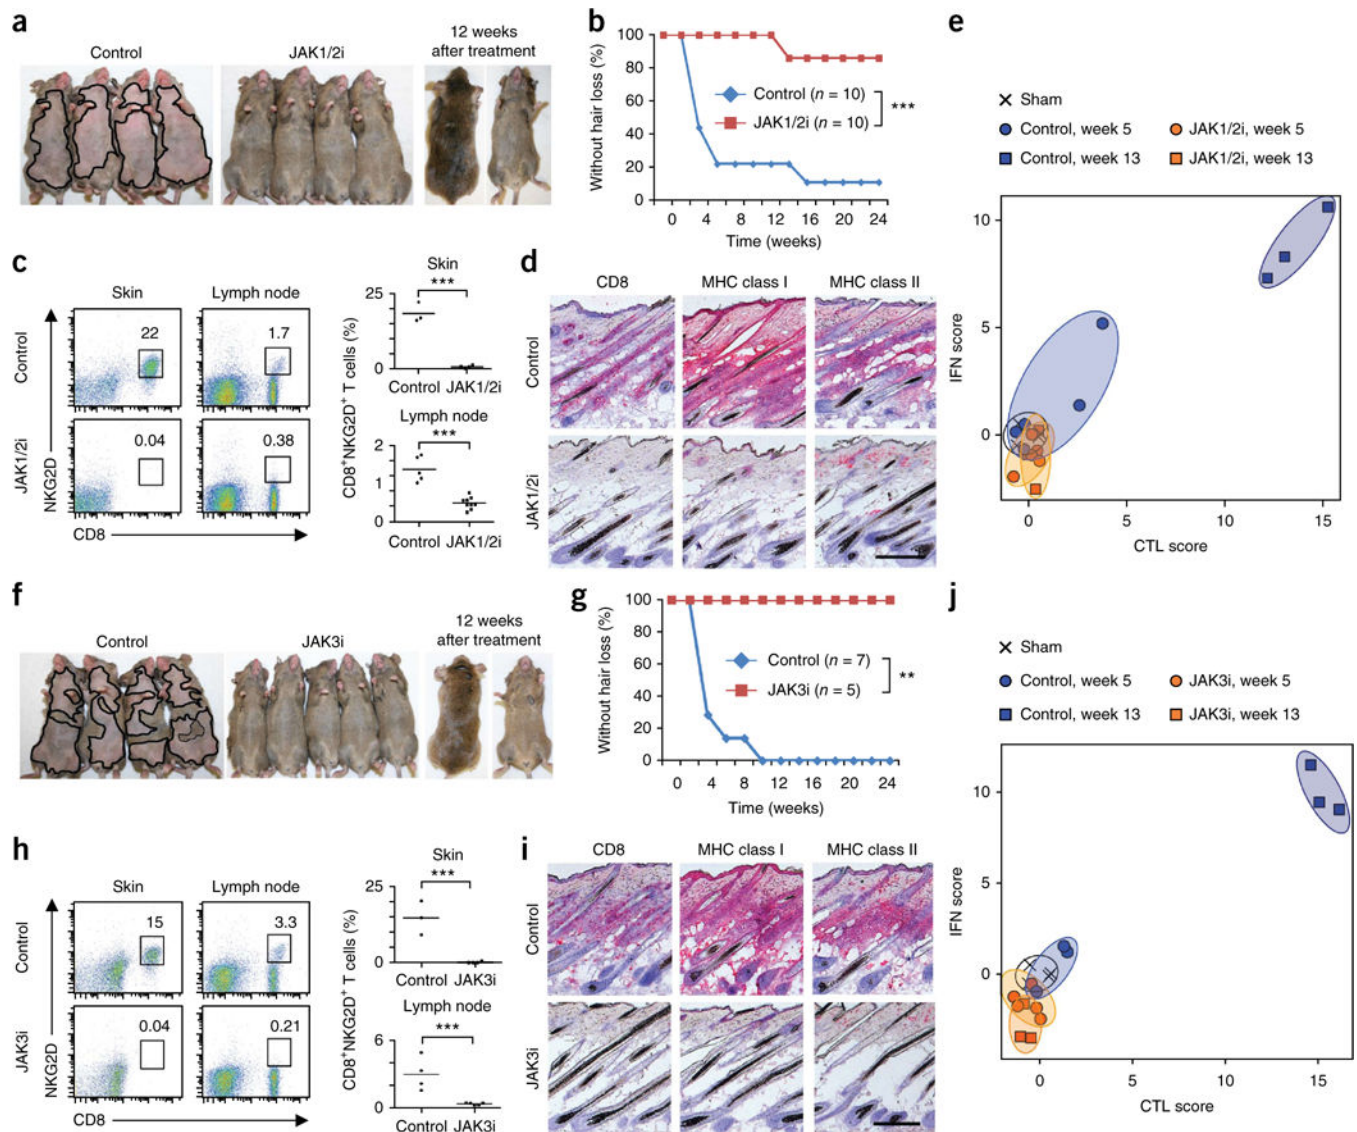 a
Control
JAK1/2i
12 weeks
after treatment
b
Without hair loss (%)
100
80
60
40
20
0
Control (n = 10)
JAK1/2i (n = 10)
***
0 4 8 12 16 20 24
Time (weeks)
c
Skin
Lymph node
Control
JAK1/2i
22
1.7
0.04
0.38
NKG2D
CD8
Skin
***
25
0
Control JAK1/2i
Lymph node
***
2
1
0
Control JAK1/2i
CD8+NKG2D+ T cells (%)
d
CD8
MHC class I
MHC class II
Control
JAK1/2i
e
Sham
Control, week 5
JAK1/2i, week 5
Control, week 13
JAK1/2i, week 13
IFN score
10
5
0
0 5 10 15
CTL score
f
Control
JAK3i
12 weeks
after treatment
g
Without hair loss (%)
100
80
60
40
20
0
Control (n = 7)
JAK3i (n = 5)
**
0 4 8 12 16 20 24
Time (weeks)
h
Skin
Lymph node
Control
JAK3i
15
3.3
0.04
0.21
NKG2D
CD8
Skin
***
25
0
Control JAK3i
Lymph node
***
6
3
0
Control JAK3i
CD8+NKG2D+ T cells (%)
i
CD8
MHC class I
MHC class II
Control
JAK3i
j
Sham
Control, week 5
JAK3i, week 5
Control, week 13
JAK3i, week 13
IFN score
10
5
0
0 5 10 15
CTL score